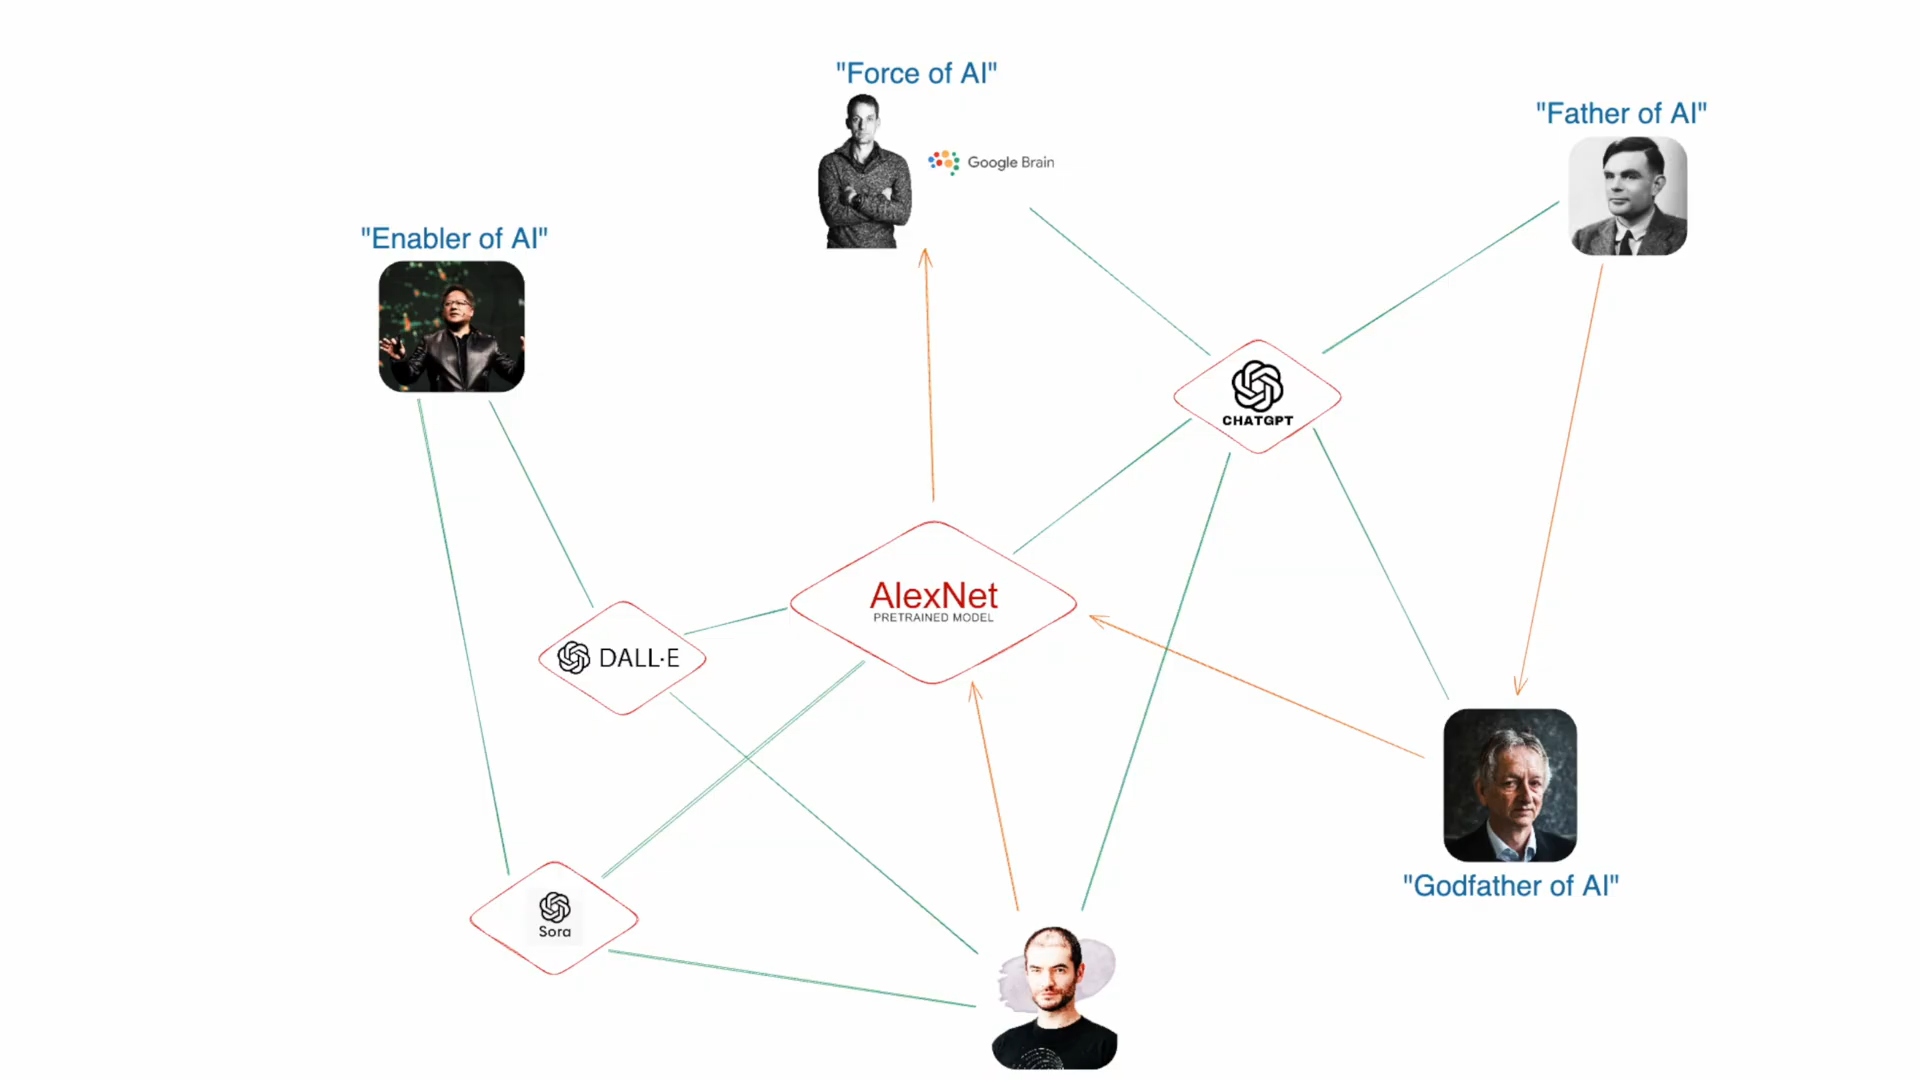 "Force of AI"
"Father of AI"
Google Brain
"Enabler of AI"
CHATGPT
AlexNet
PRETRAINED MODEL
DALL·E
"Godfather of AI"
Sora